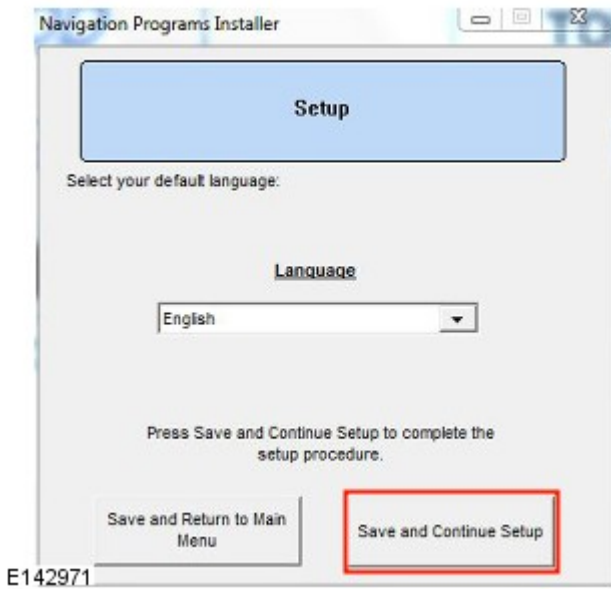 Navigation Programs Installer
Setup
Select your default language:
Language
English
Press Save and Continue Setup to complete the
setup procedure.
Save and Return to Main
Menu
Save and Continue Setup
E142971